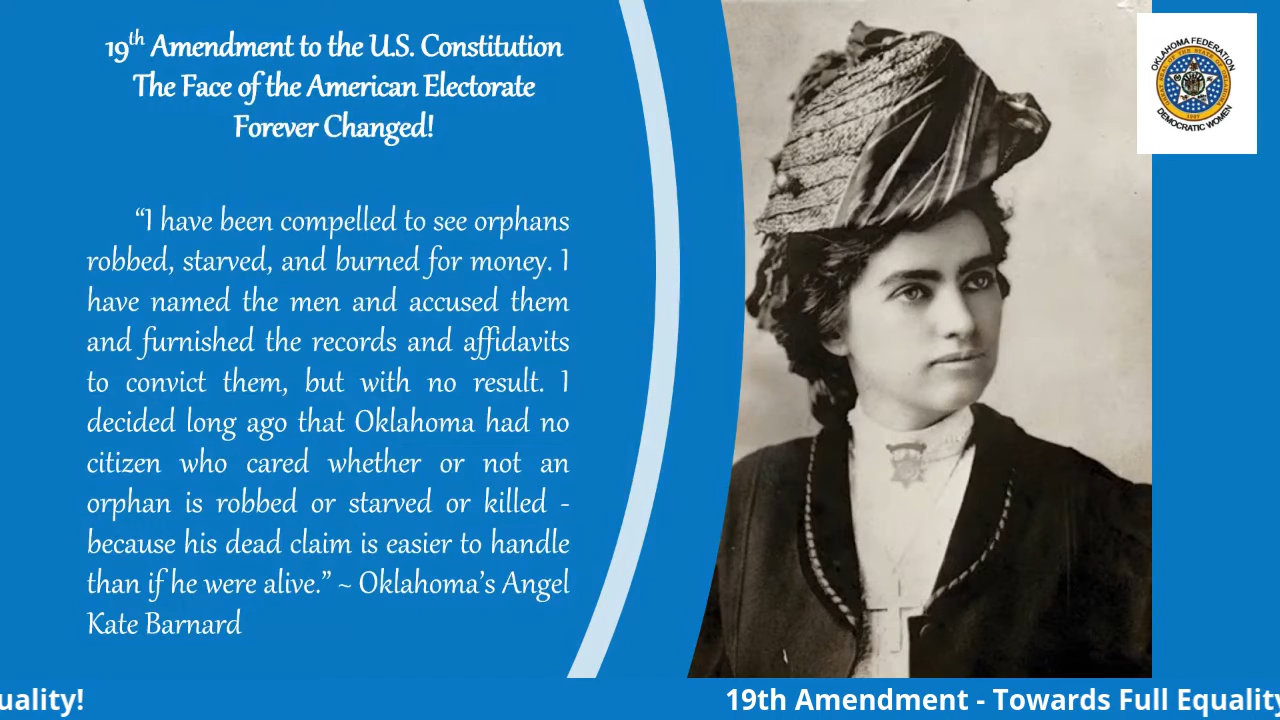 19th Amendment to the U.S. Constitution
The Face of the American Electorate
Forever Changed!
“I have been compelled to see orphans
robbed, starved, and burned for money. I
have named the men and accused them
and furnished the records and affidavits
to convict them, but with no result. I
decided long ago that Oklahoma had no
citizen who cared whether or not an
orphan is robbed or starved or killed -
because his dead claim is easier to handle
than if he were alive.” ~ Oklahoma’s Angel
Kate Barnard
OKLAHOMA FEDERATION
DEMOCRATIC WOMEN
uality!
19th Amendment - Towards Full Equality